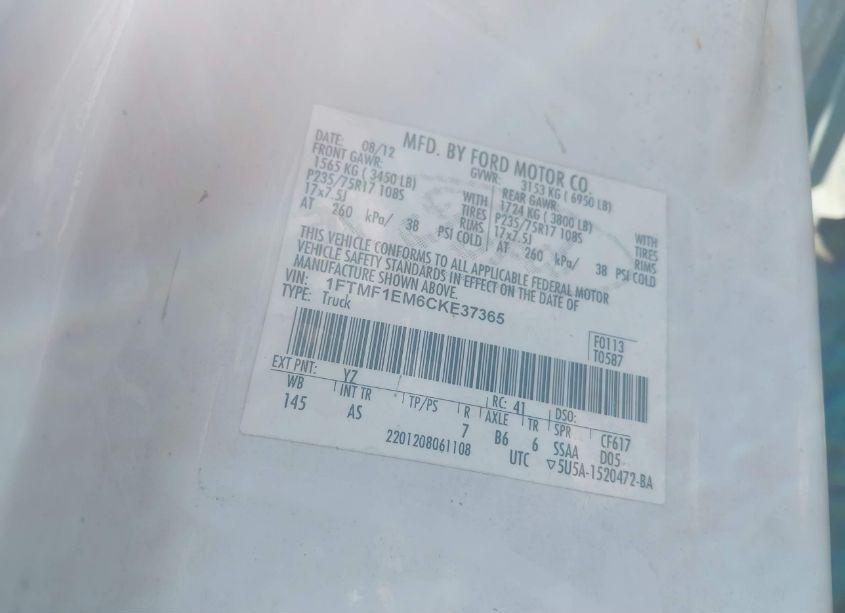 MFD. BY FORD MOTOR CO.
DATE: 08/12 GVWR: 3153 KG ( 6950 LB)
FRONT GAWR: REAR GAWR:
1565 KG ( 3450 LB) WITH 1724 KG ( 3800 LB) WITH
P235/75R17 108S TIRES P235/75R17 108S TIRES
17x7.5J RIMS 17x7.5J RIMS
AT 260 kPa/ 38 PSI COLD AT 260 kPa/ 38 PSI COLD
THIS VEHICLE CONFORMS TO ALL APPLICABLE FEDERAL MOTOR
VEHICLE SAFETY STANDARDS IN EFFECT ON THE DATE OF
MANUFACTURE SHOWN ABOVE.
VIN: 1FTMF1EM6CKE37365
TYPE: Truck
F0113
T0587
EXT PNT: YZ RC: 41 DSO:
WB INT TR TP/PS R AXLE TR SPR CF617
145 AS 7 B6 6 SSAA D05
2201208061108 UTC ▽5U5A-1520472-BA